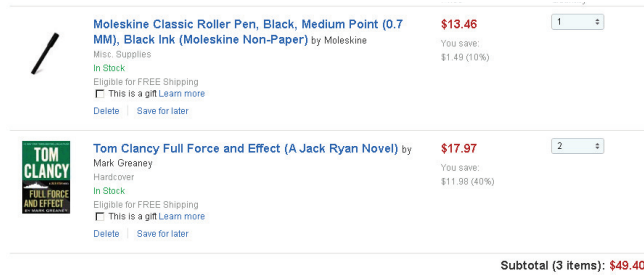 Moleskine Classic Roller Pen, Black, Medium Point (0.7
MM), Black Ink (Moleskine Non-Paper) by Moleskine
Misc. Supplies
In Stock
Eligible for FREE Shipping
This is a gift Learn more
Delete Save for later
$13.46
You save:
$1.49 (10%)
1
TOM
CLANCY
FULL FORCE
AND EFFECT
BY MARK GREANEY
Tom Clancy Full Force and Effect (A Jack Ryan Novel) by
Mark Greaney
Hardcover
In Stock
Eligible for FREE Shipping
This is a gift Learn more
Delete Save for later
$17.97
You save:
$11.98 (40%)
2
Subtotal (3 items): $49.40